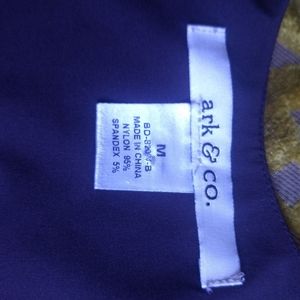 ark & co.
M
MADE IN CHINA
NYLON 95%
SPANDEX 5%